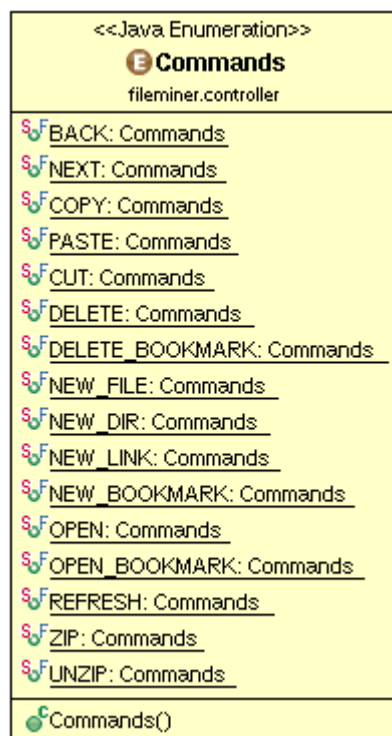 <<Java Enumeration>>
E Commands
fileminer.controller
S F BACK: Commands
S F NEXT: Commands
S F COPY: Commands
S F PASTE: Commands
S F CUT: Commands
S F DELETE: Commands
S F DELETE_BOOKMARK: Commands
S F NEW_FILE: Commands
S F NEW_DIR: Commands
S F NEW_LINK: Commands
S F NEW_BOOKMARK: Commands
S F OPEN: Commands
S F OPEN_BOOKMARK: Commands
S F REFRESH: Commands
S F ZIP: Commands
S F UNZIP: Commands
C Commands()